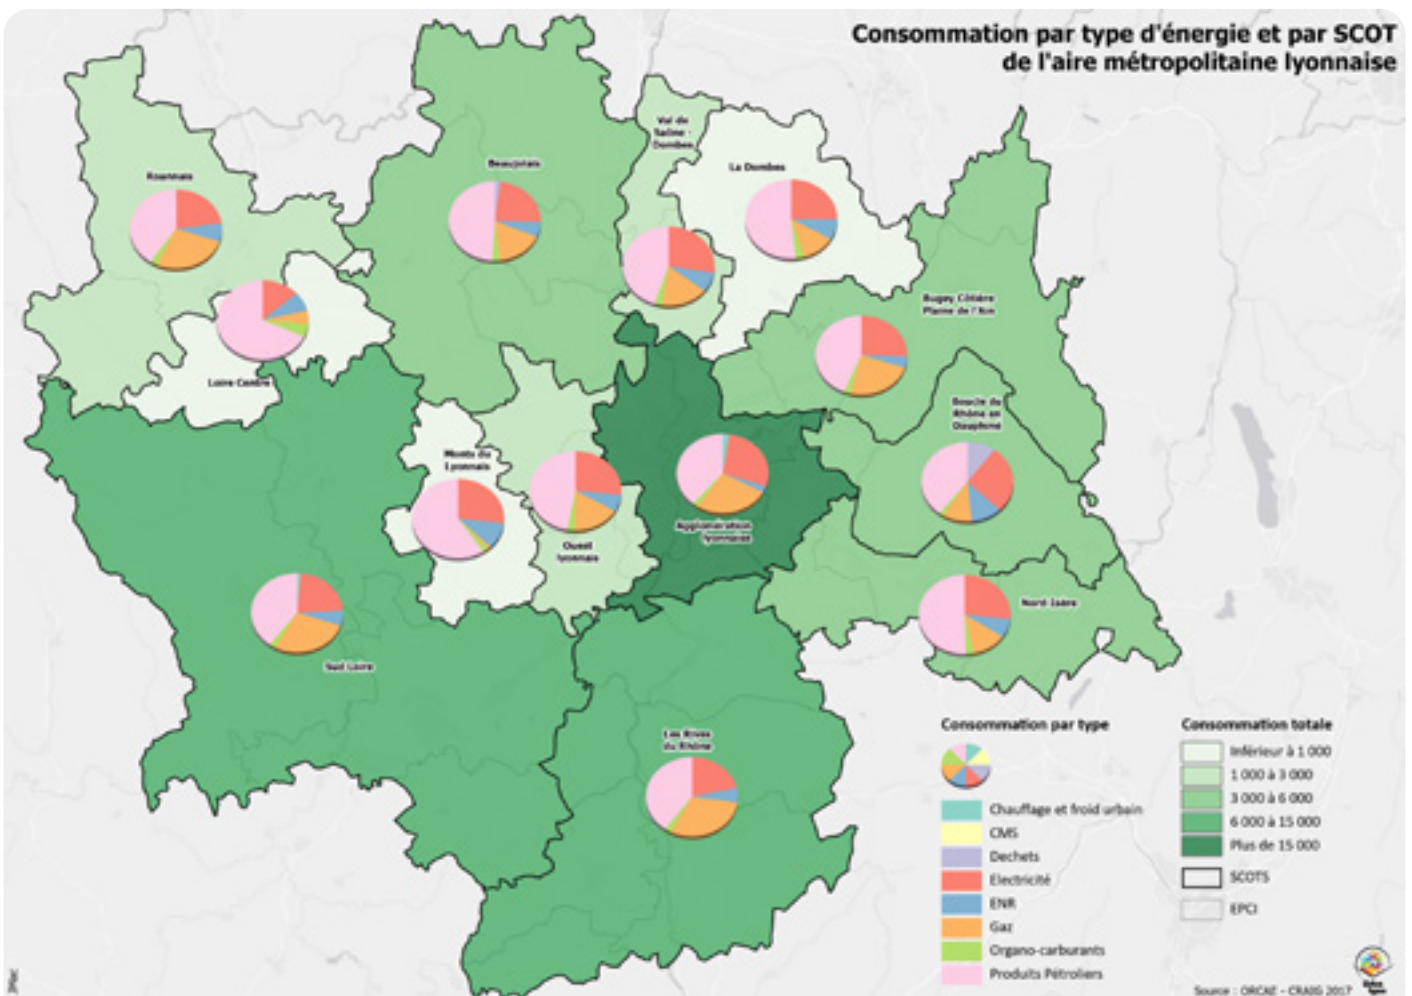 Consommation par type d'énergie et par SCOT
de l'aire métropolitaine lyonnaise
Val de
Saône -
Dombes
Beaujolais
La Dombes
Roannais
Bugey Côtière
Plaine de l'Ain
Loire Centre
Boucle du
Rhône en
Dauphiné
Monts du
Lyonnais
Agglomération
lyonnaise
Ouest
lyonnais
Nord-Isère
Sud Loire
Les Rives
du Rhône
Consommation par type
Chauffage et froid urbain
CMS
Dechets
Electricité
ENR
Gaz
Organo-carburants
Produits Pétroliers
Consommation totale
Inférieur à 1 000
1 000 à 3 000
3 000 à 6 000
6 000 à 15 000
Plus de 15 000
SCOTS
EPCI
Source : ORCAE - CRAIG 2017